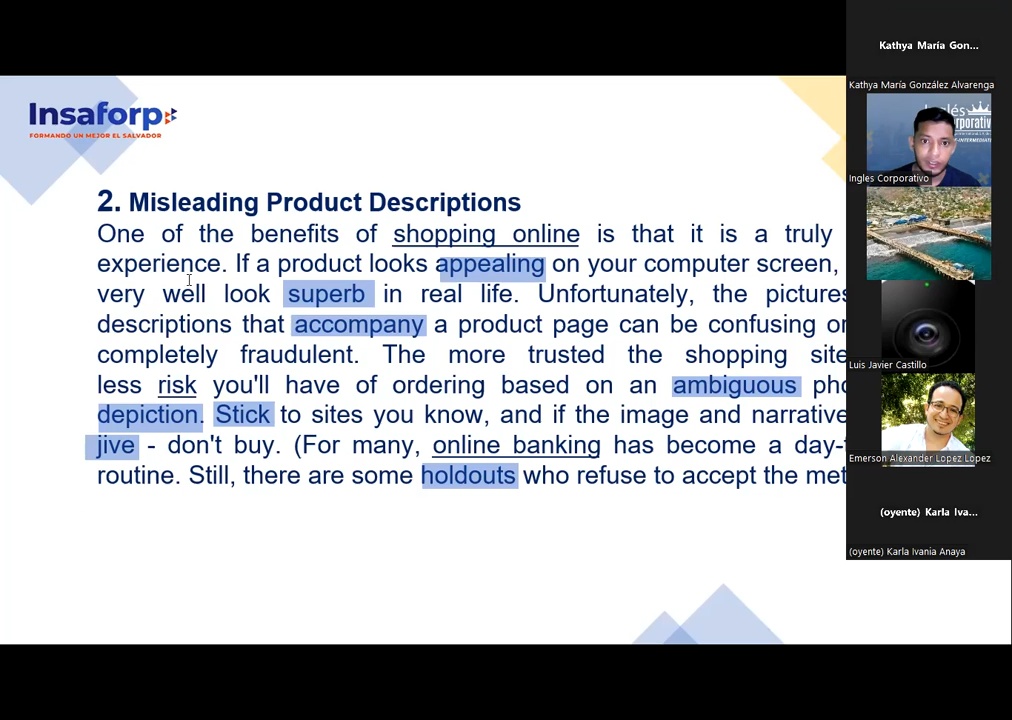 Insaforp
FORMANDO UN MEJOR EL SALVADOR
2. Misleading Product Descriptions
One of the benefits of shopping online is that it is a truly
experience. If a product looks appealing on your computer screen,
very well look superb in real life. Unfortunately, the pictures
descriptions that accompany a product page can be confusing or
completely fraudulent. The more trusted the shopping site
less risk you'll have of ordering based on an ambiguous
depiction. Stick to sites you know, and if the image and narrative
jive - don't buy. (For many, online banking has become a
routine. Still, there are some holdouts who refuse to accept the
Kathya María Gon...
Kathya María González Alvarenga
Ingles Corporativo
Luis Javier Castillo
Emerson Alexander Lopez Lopez
(oyente) Karla Iva...
(oyente) Karla Ivania Anaya